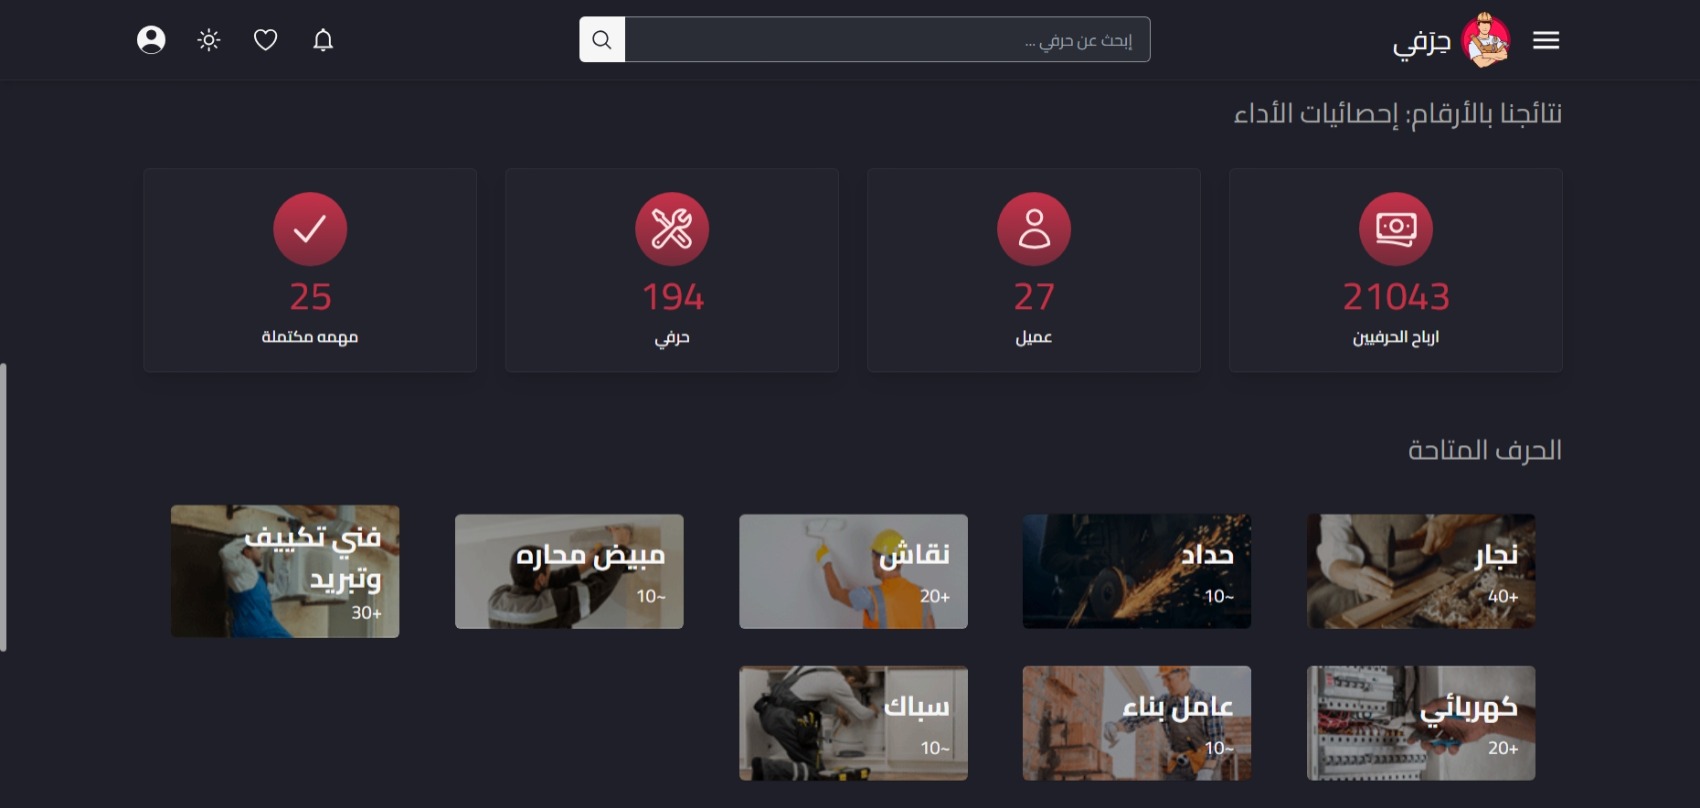 حِرَفي
إبحث عن حرفي ...
نتائجنا بالأرقام: إحصائيات الأداء
21043
ارباح الحرفيين
27
عميل
194
حرفي
25
مهمه مكتملة
الحرف المتاحة
نجار
40+
حداد
10~
نقاش
20+
مبيض محاره
10~
فني تكييف
وتبريد
30+
كهربائي
20+
عامل بناء
10~
سباك
10~